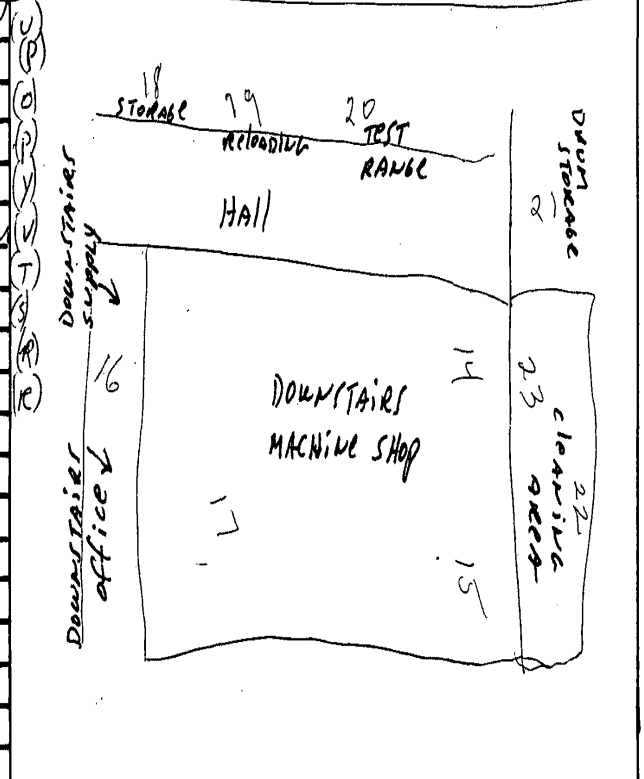 18
STORAGE
19
RELOADING
20
TEST
RANGE
HAll
DRUM
STORAGE
21
DOWNSTAIRS
SUPPLY
16
DOWNSTAIRS
office
DOWNSTAIRS
MACHINE SHOP
14
15
17
23
22
CLEANING
AREA